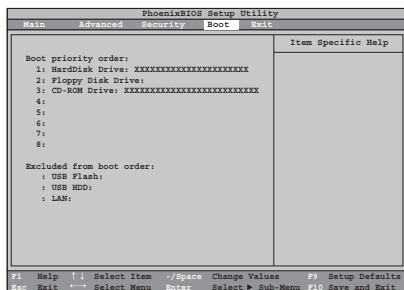 PhoenixBIOS Setup Utility
Main Advanced Security Boot Exit
Item Specific Help
Boot priority order:
1: HardDisk Drive: XXXXXXXXXXXXXXXXXXXXXX
2: Floppy Disk Drive:
3: CD-ROM Drive: XXXXXXXXXXXXXXXXXXXXXXXXXX
4:
5:
6:
7:
8:
Excluded from boot order:
: USB Flash:
: USB HDD:
: LAN:
F1 Help ↑↓ Select Item -/Space Change Values F9 Setup Defaults
Esc Exit ←→ Select Menu Enter Select ▶ Sub-Menu F10 Save and Exit